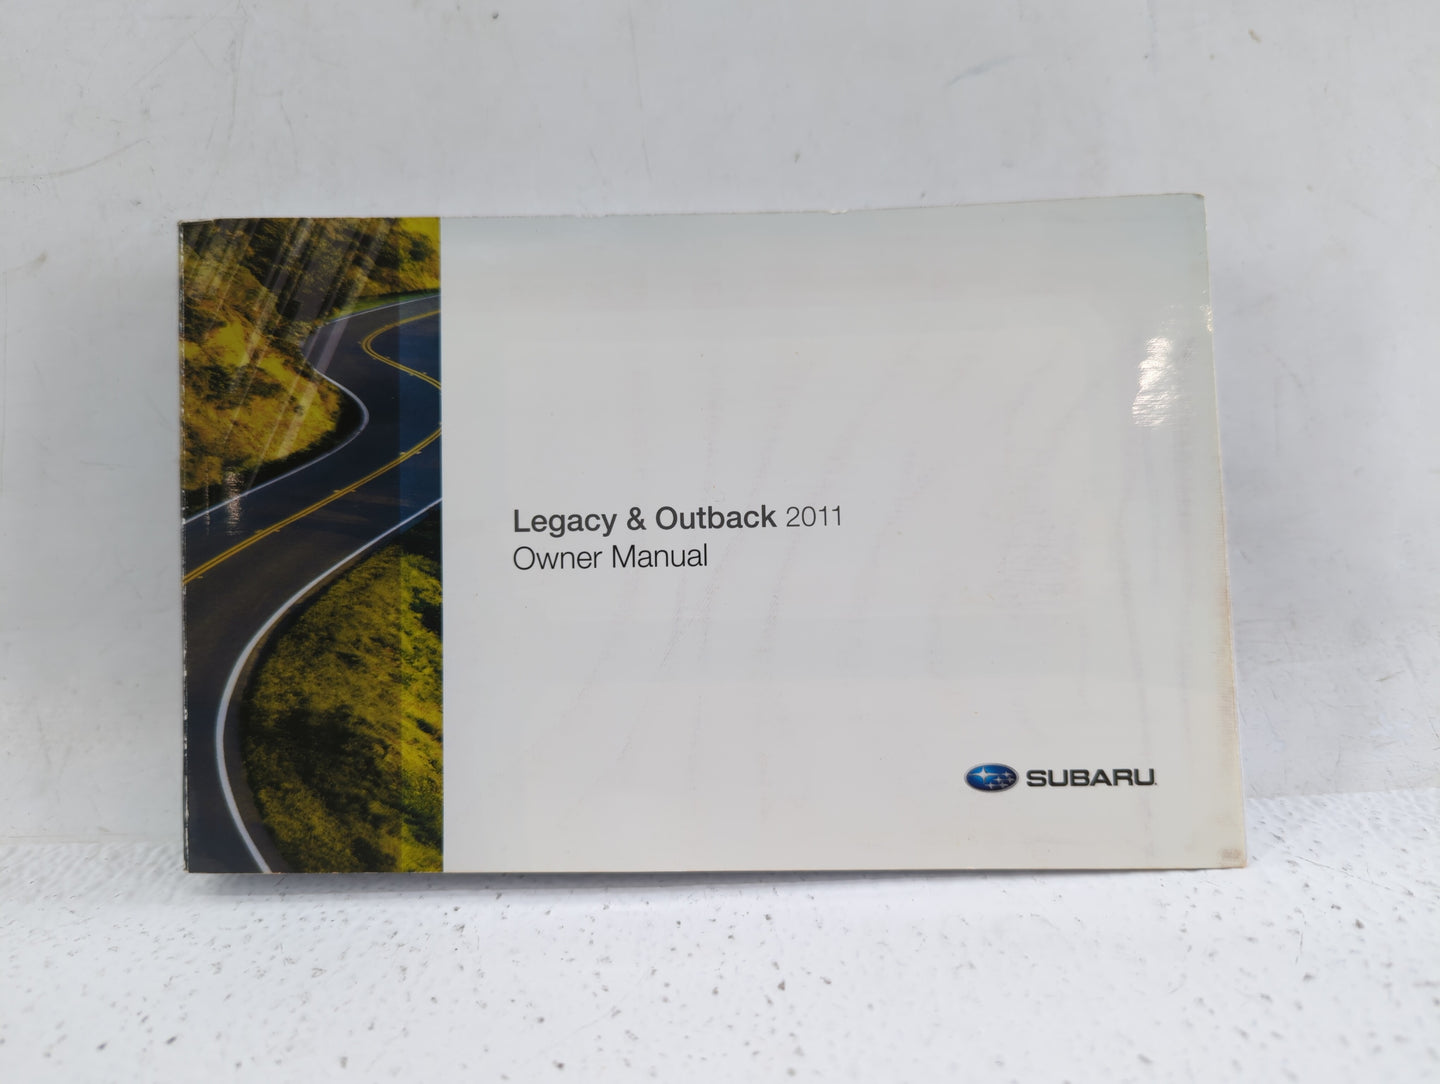 Legacy & Outback 2011
Owner Manual
SUBARU